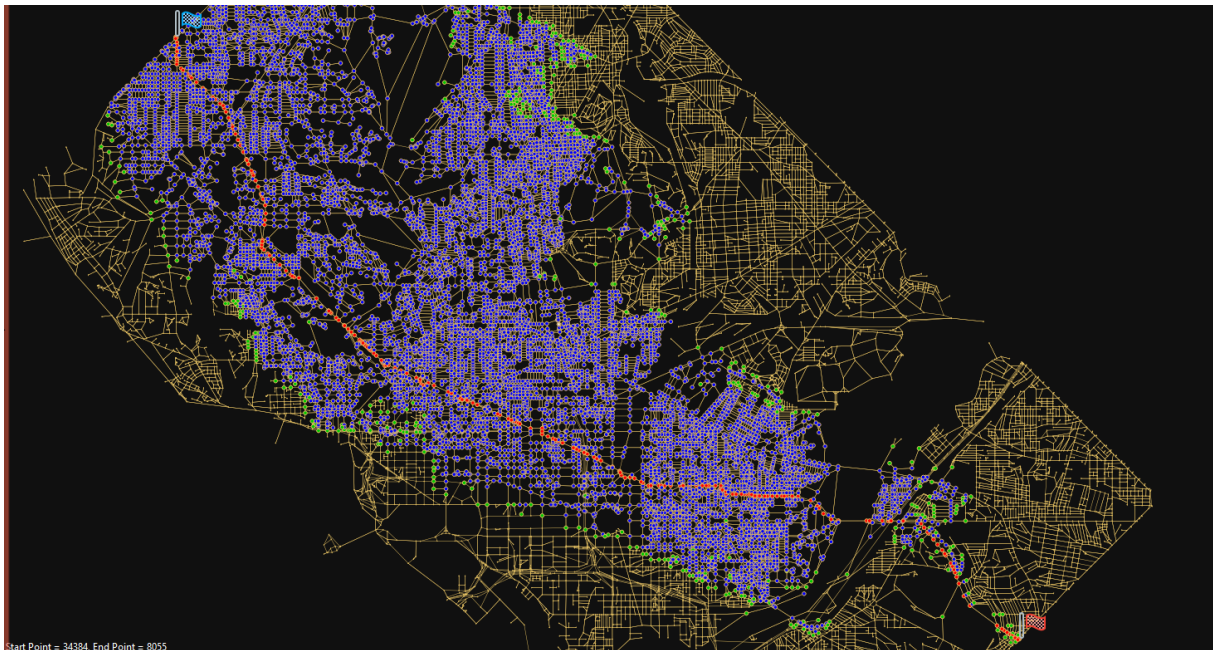 Start Point = 34384, End Point = 8055